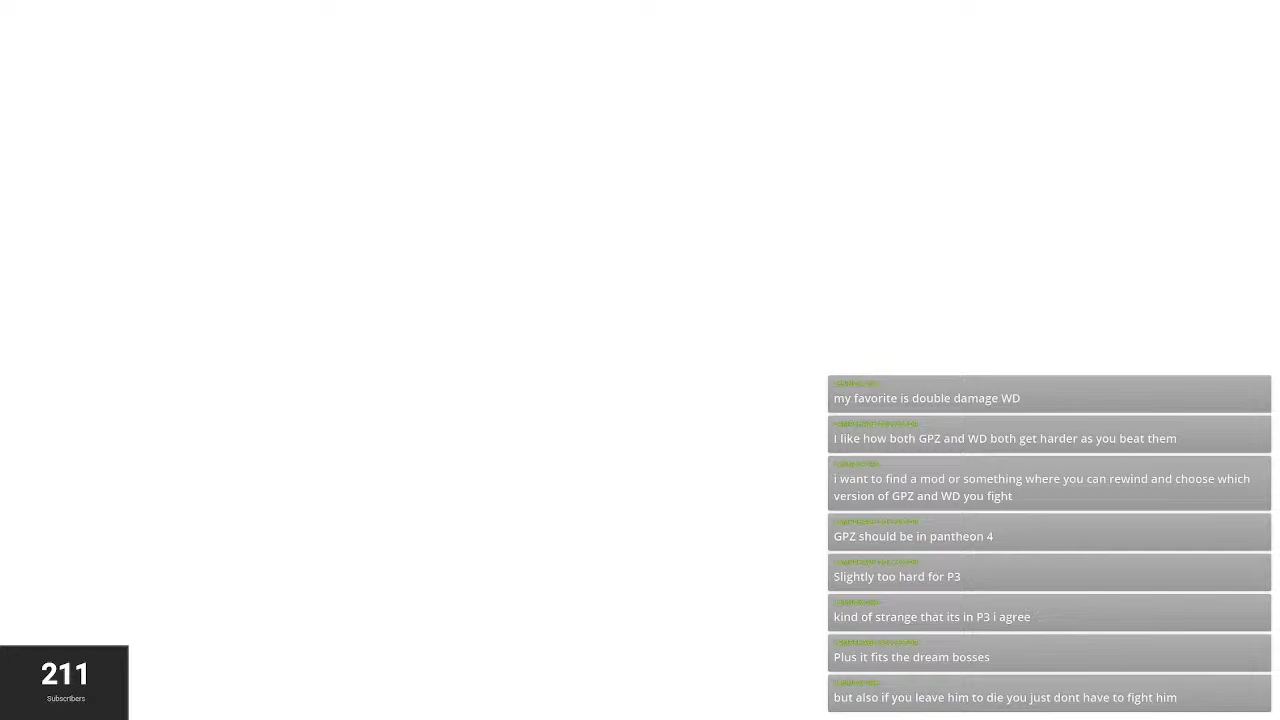 my favorite is double damage WD
I like how both GPZ and WD both get harder as you beat them
i want to find a mod or something where you can rewind and choose which
version of GPZ and WD you fight
GPZ should be in pantheon 4
Slightly too hard for P3
kind of strange that its in P3 i agree
Plus it fits the dream bosses
but also if you leave him to die you just dont have to fight him
211
Subscribers